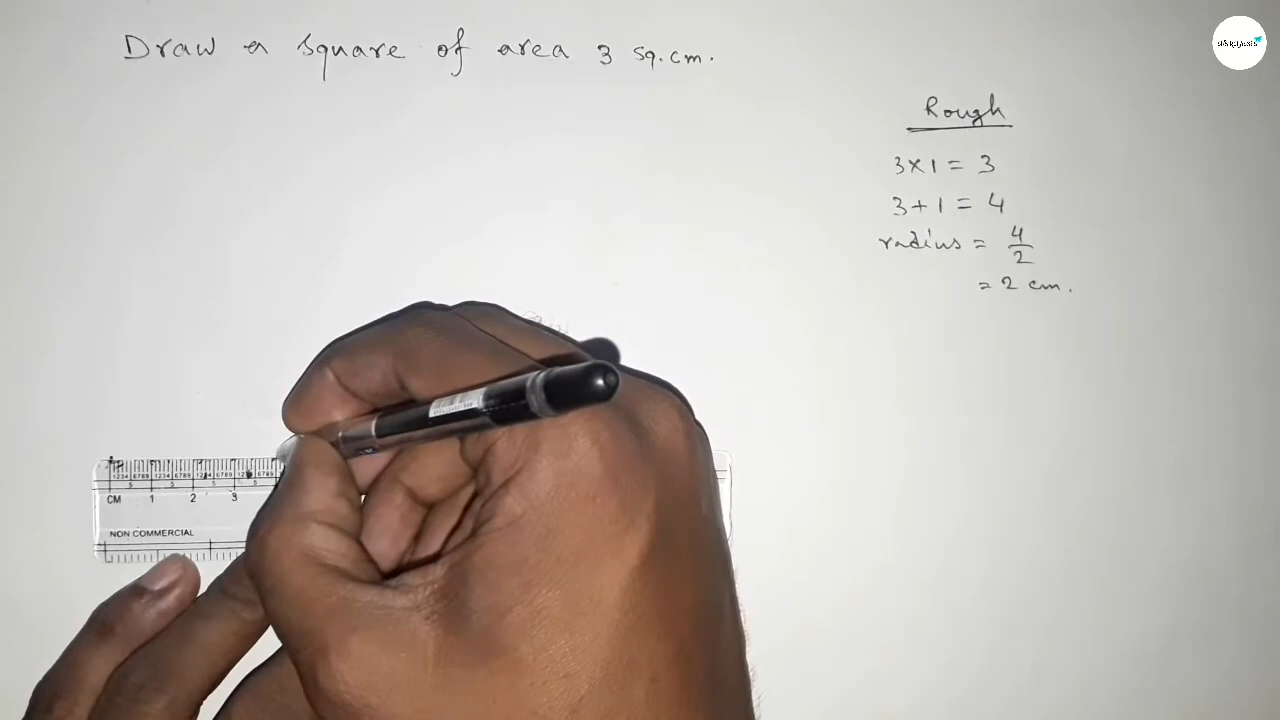 Draw a square of area 3 sq.cm.
Rough
3×1 = 3
3+1 = 4
radius = 4/2
= 2 cm.
CM 1 2 3
NON COMMERCIAL